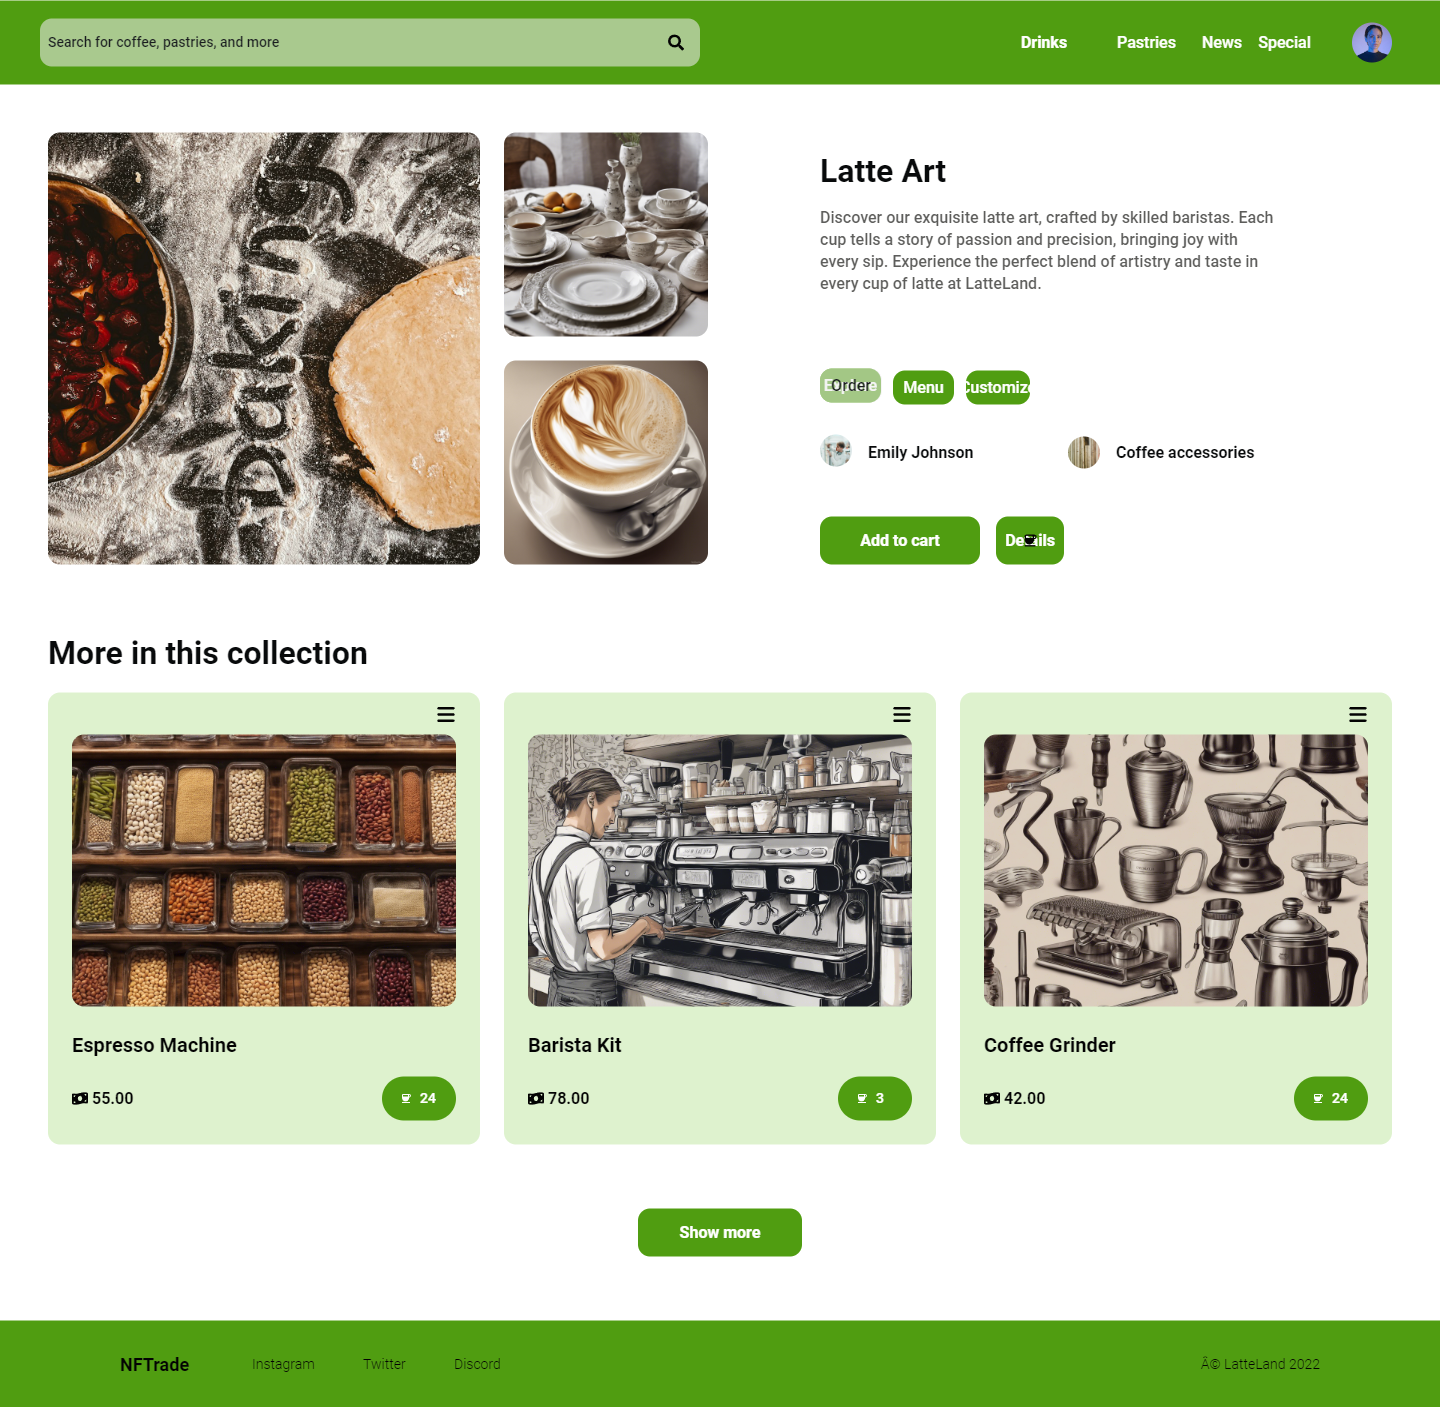 Search for coffee, pastries, and more
Drinks
Pastries
News
Special
baking
Latte Art
Discover our exquisite latte art, crafted by skilled baristas. Each
cup tells a story of passion and precision, bringing joy with
every sip. Experience the perfect blend of artistry and taste in
every cup of latte at LatteLand.
Order
Menu
Customize
Emily Johnson
Coffee accessories
Add to cart
Details
More in this collection
Espresso Machine
55.00
24
Barista Kit
78.00
3
Coffee Grinder
42.00
24
Show more
NFTrade
Instagram
Twitter
Discord
Â© LatteLand 2022